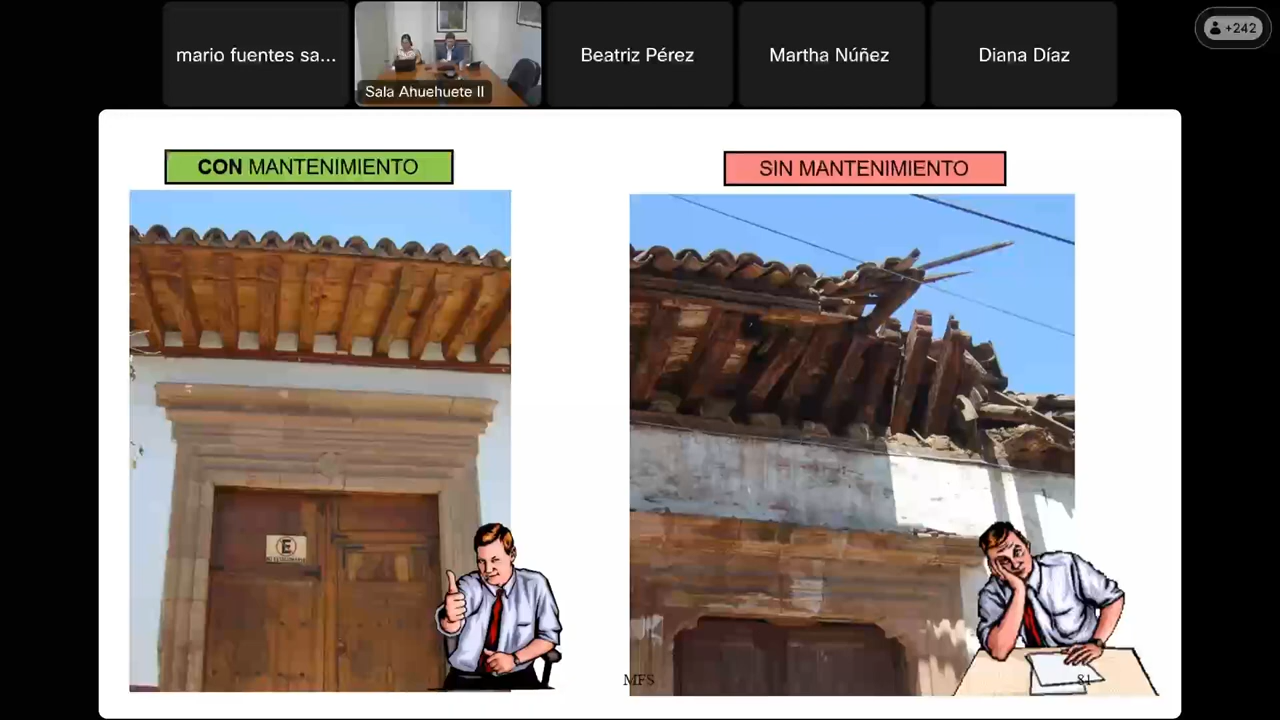 mario fuentes sa...
Sala Ahuehuete II
Beatriz Pérez
Martha Núñez
Diana Díaz
+242
CON MANTENIMIENTO
SIN MANTENIMIENTO
E
MFS
81